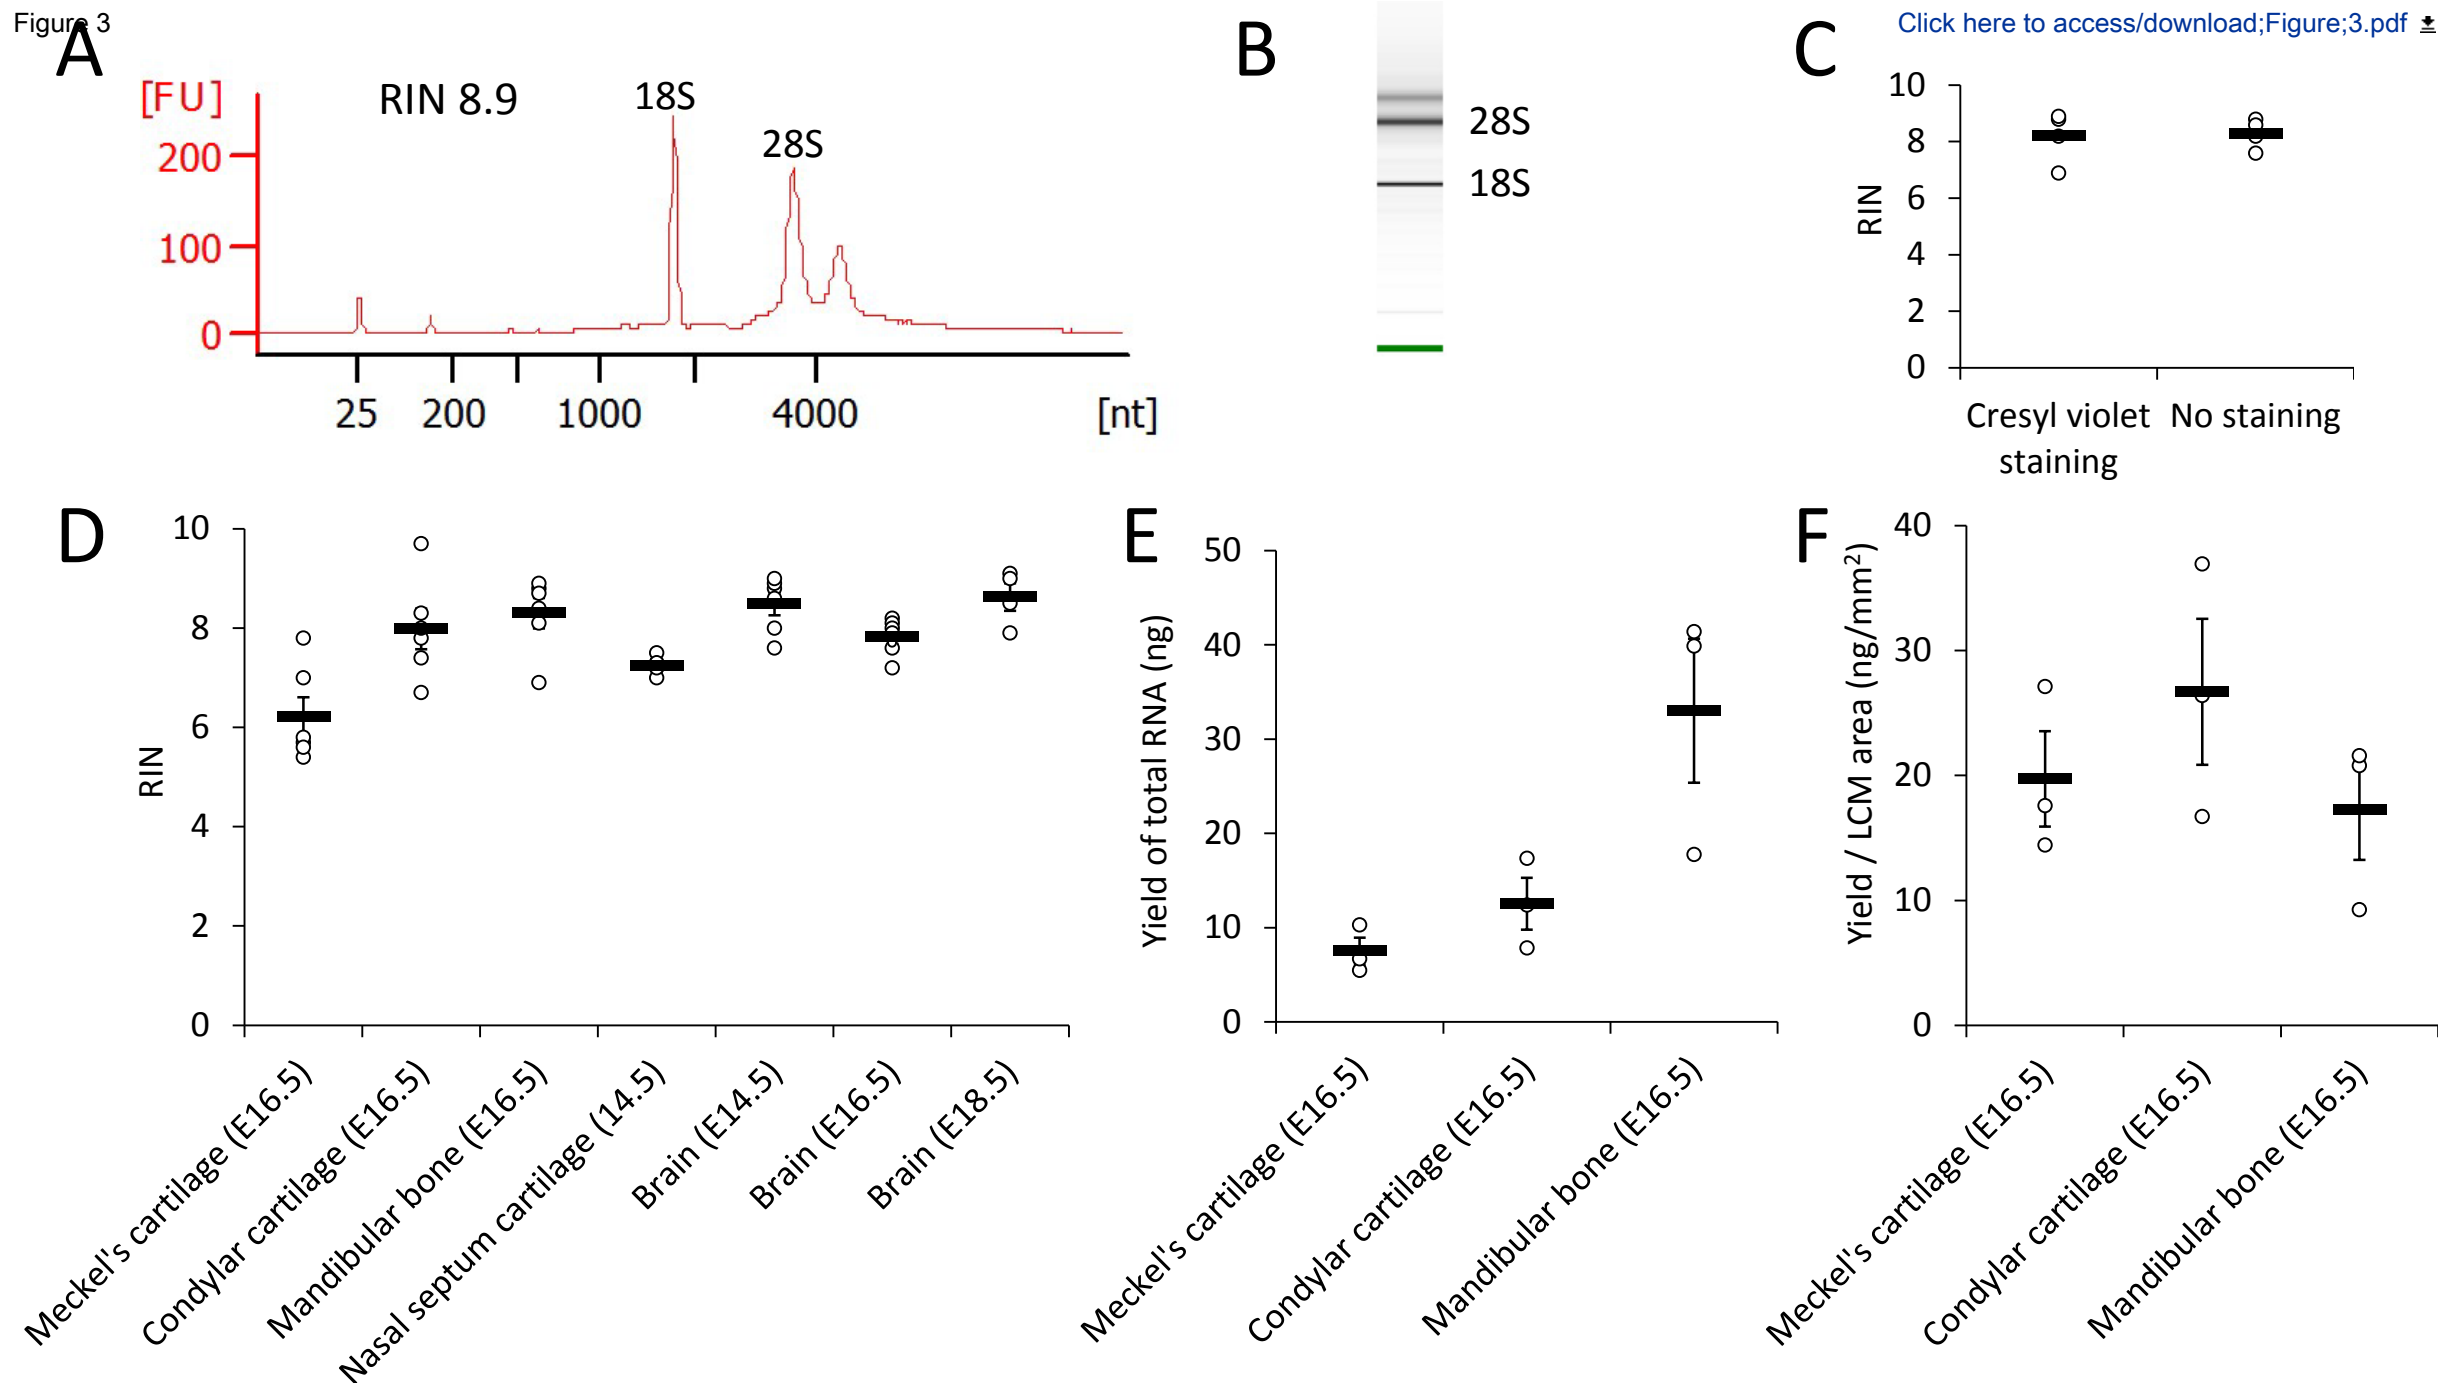 Figure 3
Click here to access/download;Figure;3.pdf
A
[FU]
RIN 8.9
18S
28S
200
100
0
25
200
1000
4000
[nt]
B
28S
18S
C
10
8
6
4
2
0
RIN
Cresyl violet
staining
No staining
D
10
8
6
4
2
0
RIN
Meckel's cartilage (E16.5)
Condylar cartilage (E16.5)
Mandibular bone (E16.5)
Nasal septum cartilage (14.5)
Brain (E14.5)
Brain (E16.5)
Brain (E18.5)
E
50
40
30
20
10
0
Yield of total RNA (ng)
Meckel's cartilage (E16.5)
Condylar cartilage (E16.5)
Mandibular bone (E16.5)
F
40
30
20
10
0
Yield / LCM area (ng/mm²)
Meckel's cartilage (E16.5)
Condylar cartilage (E16.5)
Mandibular bone (E16.5)